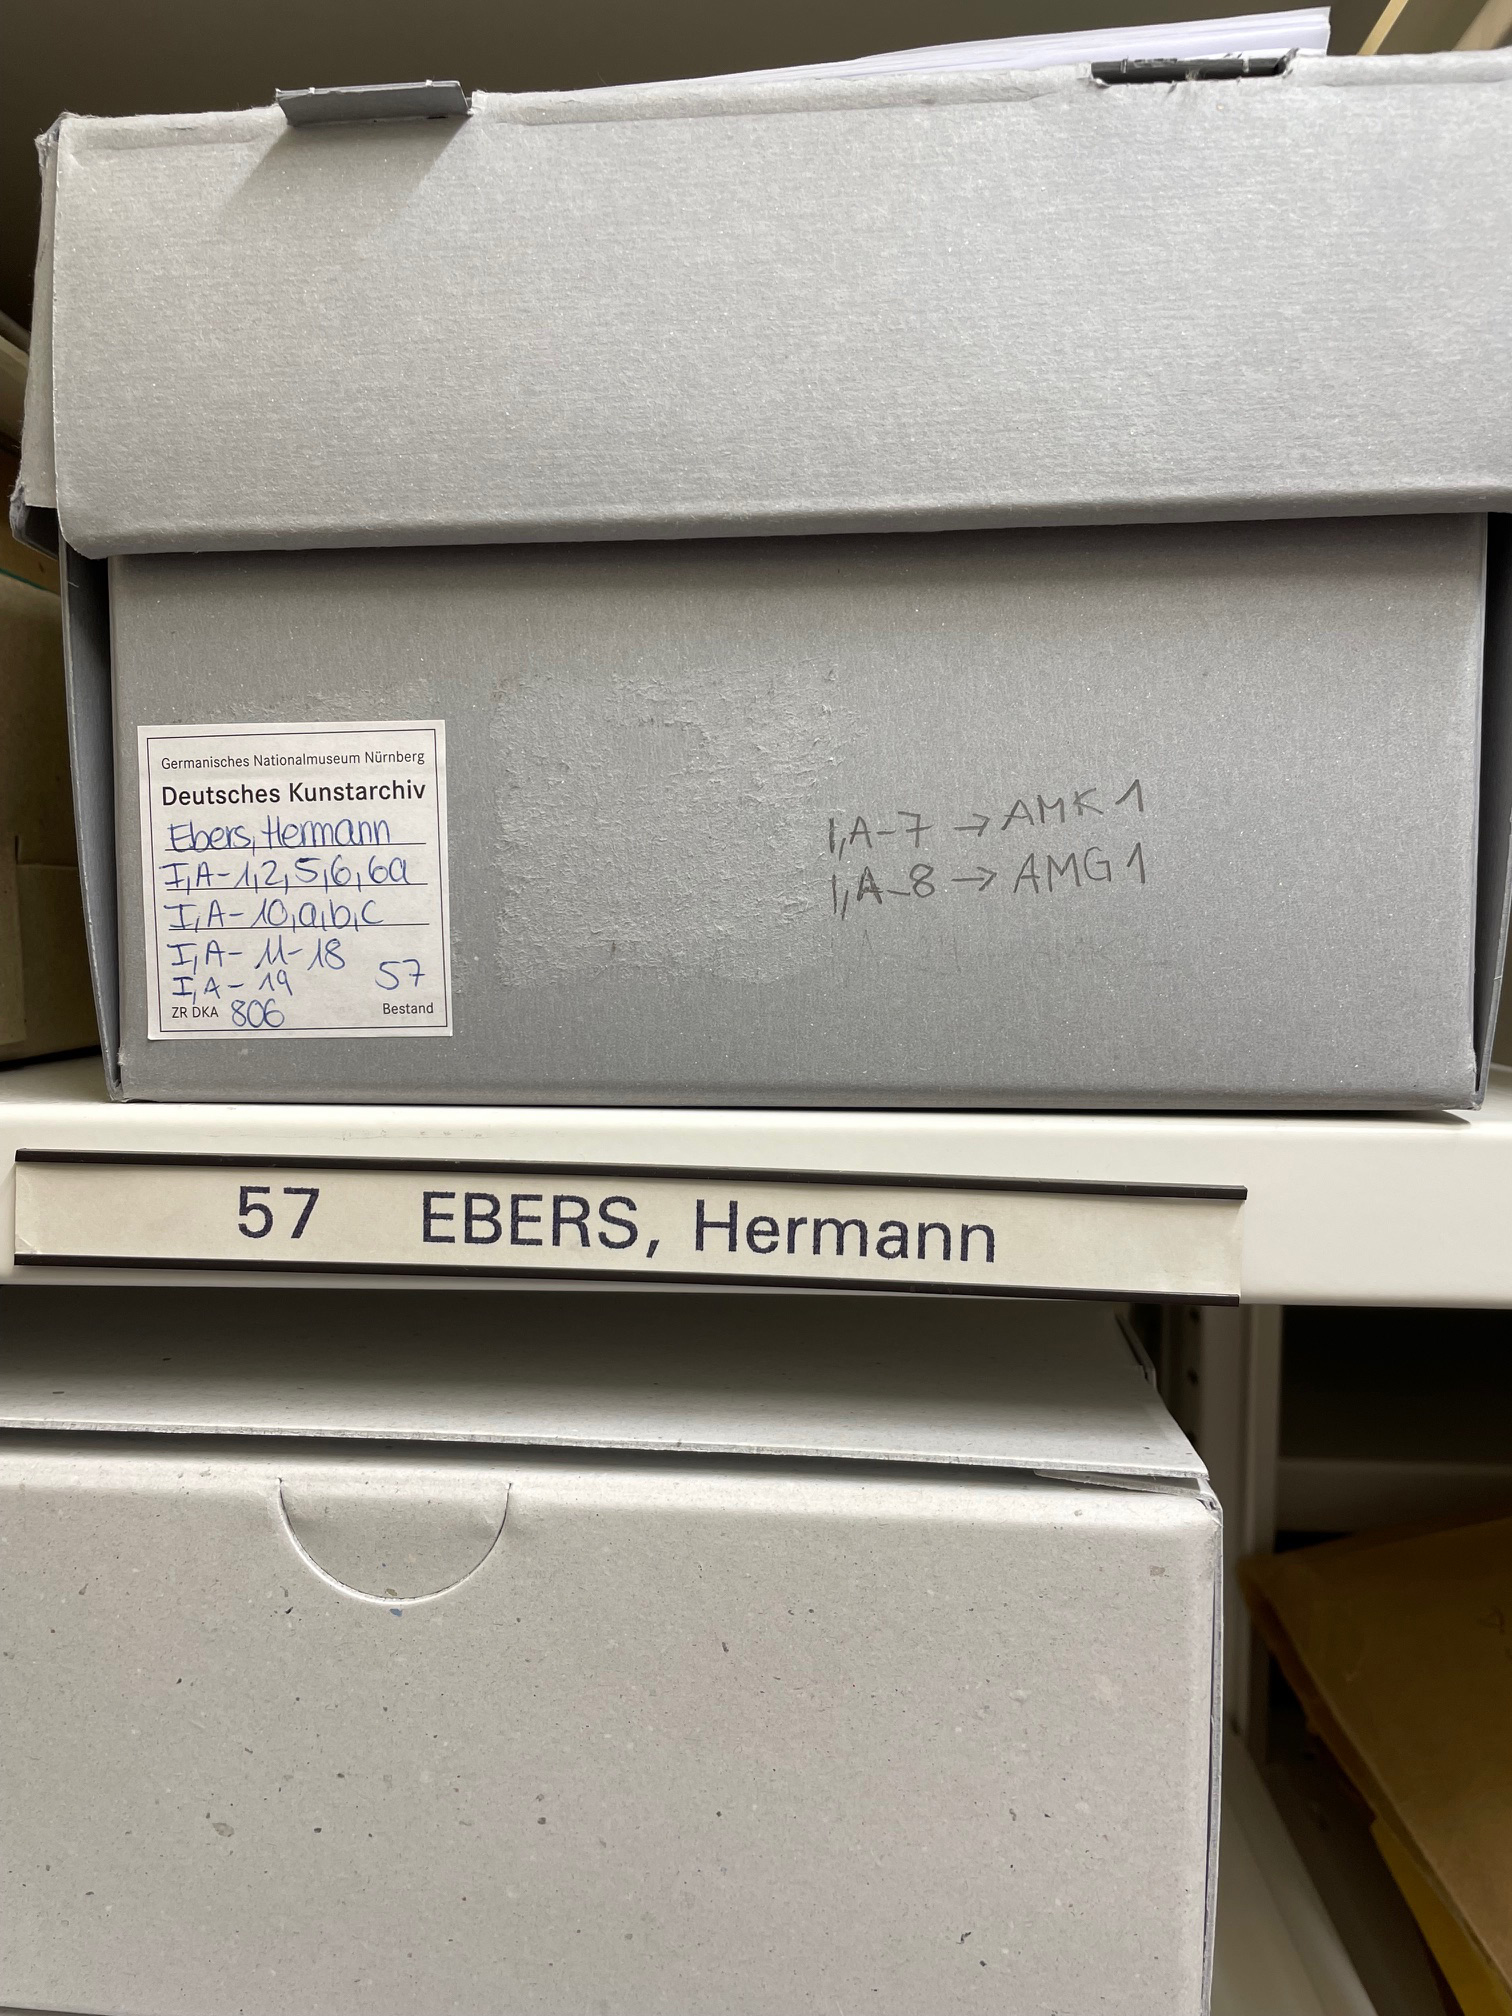 Germanisches Nationalmuseum Nürnberg
Deutsches Kunstarchiv
Ebers, Hermann
I,A-1,2,5,6,6a
I,A-10,a,b,c
I,A-11-18
I,A-19 57
ZR DKA 806 Bestand
I,A-7 → AMK 1
I,A-8 → AMG 1
57 EBERS, Hermann